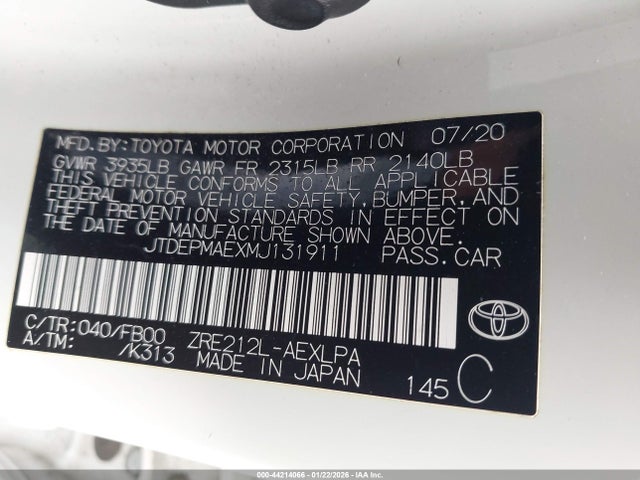 MFD. BY: TOYOTA MOTOR CORPORATION 07/20
GVWR 3935LB GAWR FR 2315LB RR 2140LB
THIS VEHICLE CONFORMS TO ALL APPLICABLE
FEDERAL MOTOR VEHICLE SAFETY, BUMPER, AND
THEFT PREVENTION STANDARDS IN EFFECT ON
THE DATE OF MANUFACTURE SHOWN ABOVE.
JTDEPMAEXMJ131911 PASS.CAR
C/TR: 040/FB00 ZRE212L-AEXLPA
A/TM: /K313 MADE IN JAPAN 145 C
000-44214066 - 01/22/2026 - IAA Inc.